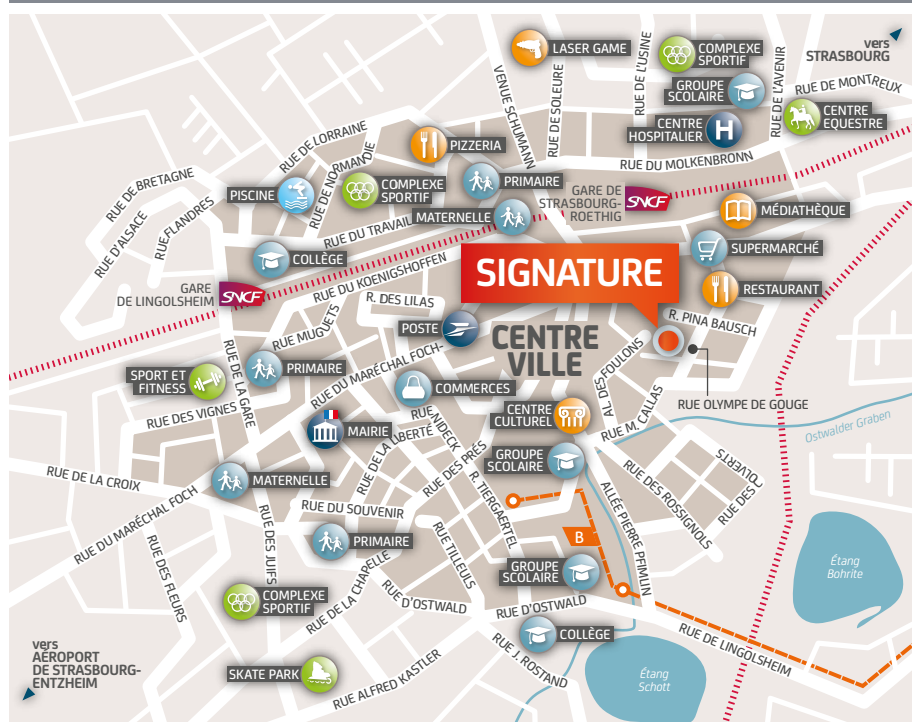 LASER GAME
COMPLEXE
SPORTIF
vers
STRASBOURG
GROUPE
SCOLAIRE
RUE DE MONTREUX
CENTRE
EQUESTRE
CENTRE
HOSPITALIER
H
VENUE SCHUMANN
RUE DE SOLEURE
RUE DE L'USINE
RUE DE L'AVENIR
RUE DE LORRAINE
RUE DE NORMANDIE
PIZZERIA
RUE DU MOLKENBRONN
RUE DE BRETAGNE
RUE D'ALSACE
RUE FLANDRES
PISCINE
COMPLEXE
SPORTIF
PRIMAIRE
GARE DE
STRASBOURG-
ROETHIG
SNCF
MATERNELLE
MÉDIATHÈQUE
RUE DU TRAVAIL
COLLÈGE
SUPERMARCHÉ
RUE DU KOENIGSHOFFEN
SIGNATURE
RESTAURANT
GARE
DE LINGOLSHEIM
SNCF
R. DES LILAS
RUE MUGUETS
POSTE
CENTRE
VILLE
R. PINA BAUSCH
AV. DES FOULONS
RUE M. CALLAS
RUE OLYMPE DE GOUGE
SPORT ET
FITNESS
RUE DE LA GARE
PRIMAIRE
RUE DU MARÉCHAL FOCH-
COMMERCES
RUE DES VIGNES
MAIRIE
RUE DE LA LIBERTÉ
RUE NIDECK
CENTRE
CULTUREL
Ostwalder Graben
GROUPE
SCOLAIRE
RUE DES PRÉS
RUE DE LA CROIX
MATERNELLE
RUE DU MARÉCHAL FOCH
RUE DU SOUVENIR
R. TIERGAERTEL
RUE DES ROSSIGNOLS
RUE DES COLVERTS
ALLÉE PIERRE PFIMLIN
PRIMAIRE
B
RUE DES FLEURS
RUE DES JUIFS
RUE DE LA CHAPELLE
RUE TILLEULS
GROUPE
SCOLAIRE
Étang
Bohrite
COMPLEXE
SPORTIF
RUE D'OSTWALD
RUE D'OSTWALD
COLLÈGE
RUE DE LINGOLSHEIM
RUE J. ROSTAND
vers
AÉROPORT
DE STRASBOURG-
ENTZHEIM
SKATE PARK
RUE ALFRED KASTLER
Étang
Schott